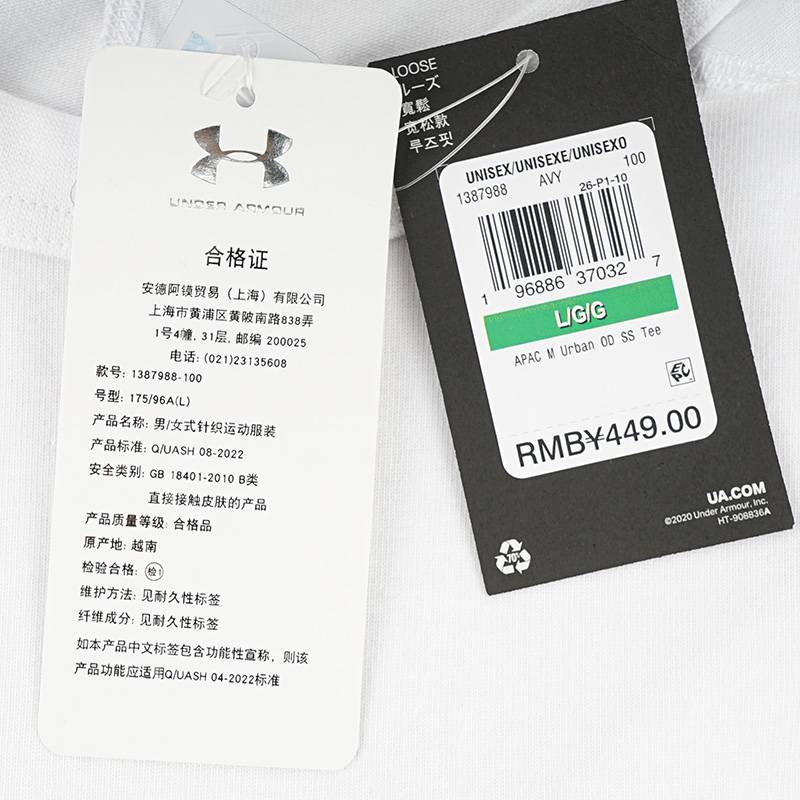 UNDER ARMOUR
合格证
安德阿镆贸易（上海）有限公司
上海市黄浦区黄陂南路838弄
1号4幢, 31层, 邮编 200025
电话: (021)23135608
款号: 1387988-100
号型: 175/96A(L)
产品名称: 男/女式针织运动服装
产品标准: Q/UASH 08-2022
安全类别: GB 18401-2010 B类
直接接触皮肤的产品
产品质量等级: 合格品
原产地: 越南
检验合格: 检1
维护方法: 见耐久性标签
纤维成分: 见耐久性标签
如本产品中文标签包含功能性宣称，则该
产品功能应适用Q/UASH 04-2022标准
LOOSE
ルーズ
寬鬆
宽松款
루즈핏
UNISEX/UNISEXE/UNISEXO
1387988 AVY 100
26-P1-10
1 96886 37032 7
L/G/G
APAC M Urban OD SS Tee
EPC
RMB¥449.00
UA.COM
©2020 Under Armour, Inc.
HT-908836A